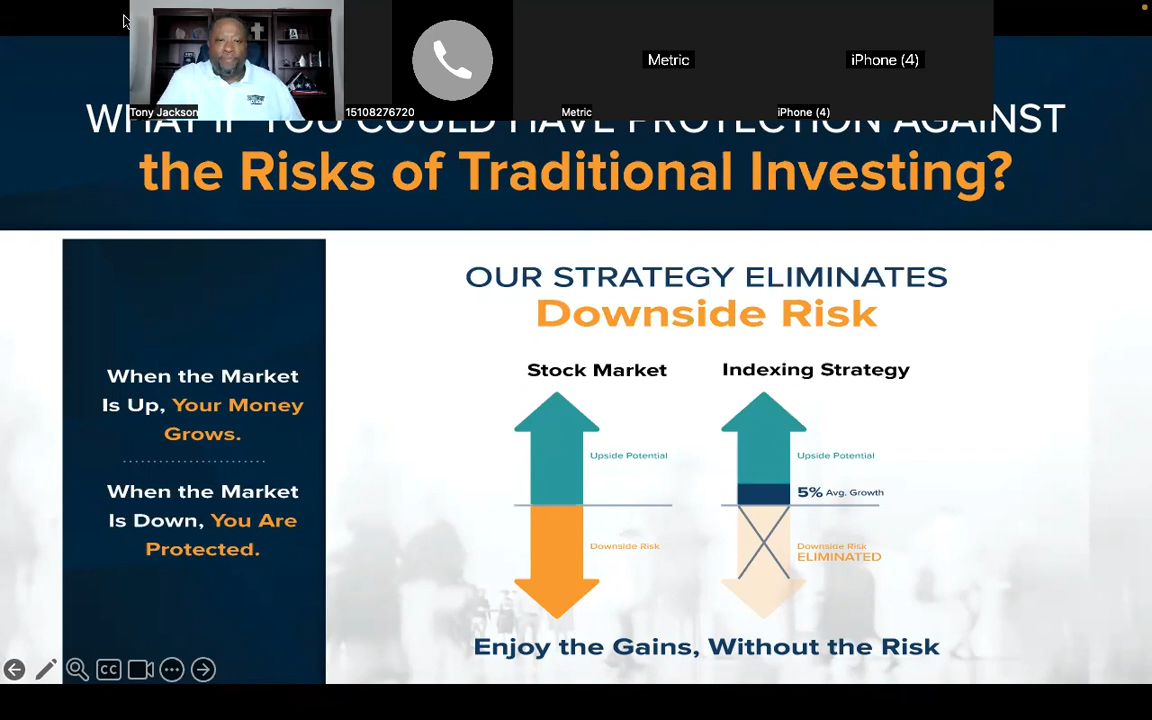 Metric
iPhone (4)
Tony Jackson
15108276720
Metric
iPhone (4)
WHAT IF YOU COULD HAVE PROTECTION AGAINST
the Risks of Traditional Investing?
When the Market
Is Up, Your Money
Grows.
When the Market
Is Down, You Are
Protected.
OUR STRATEGY ELIMINATES
Downside Risk
Stock Market
Indexing Strategy
Upside Potential
Upside Potential
5% Avg. Growth
Downside Risk
Downside Risk
ELIMINATED
Enjoy the Gains, Without the Risk
CC